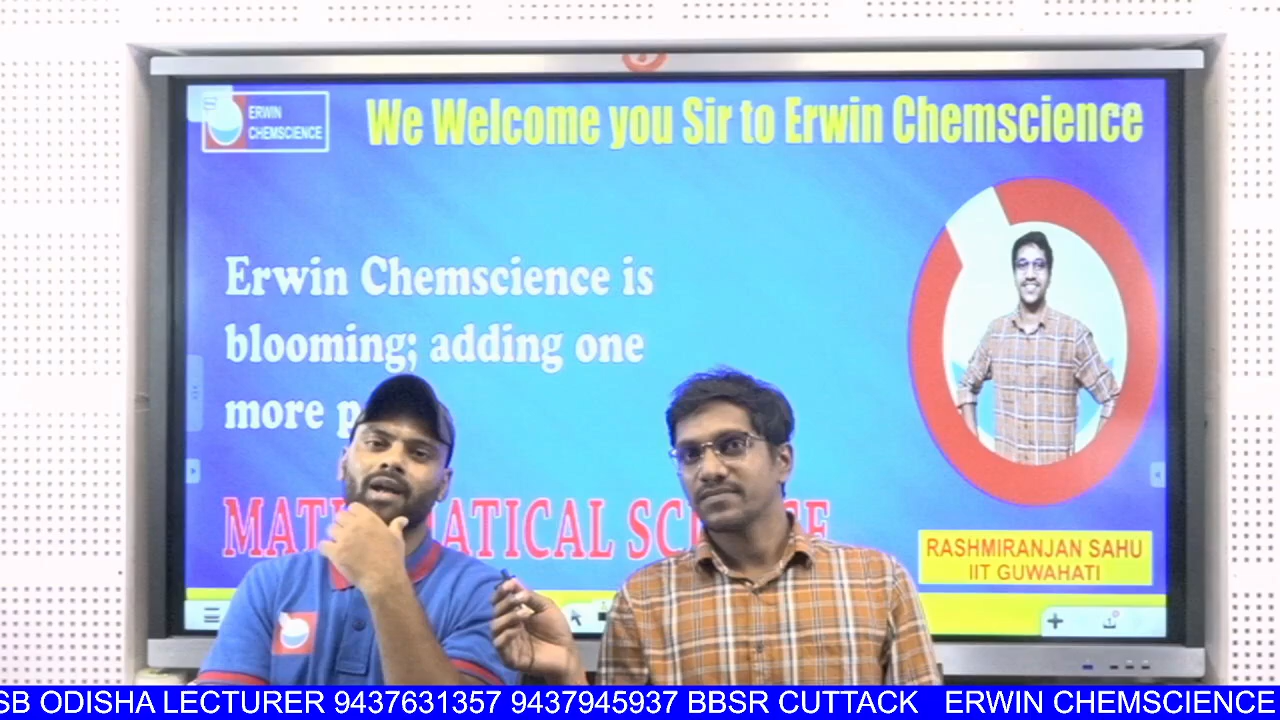 ERWIN
CHEMSCIENCE
We Welcome you Sir to Erwin Chemscience
Erwin Chemscience is
blooming; adding one
more
RASHMIRANJAN SAHU
IIT GUWAHATI
SB ODISHA LECTURER 9437631357 9437945937 BBSR CUTTACK ERWIN CHEMSCIENCE